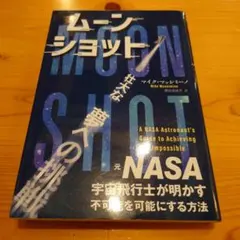 ムーン
ショット
MOON
SHOT
壮大な夢への挑戦
マイク・マッシミーノ
Mike Massimino
A NASA Astronaut's
Guide to Achieving
the Impossible
元NASA
宇宙飛行士が明かす
不可能を可能にする方法